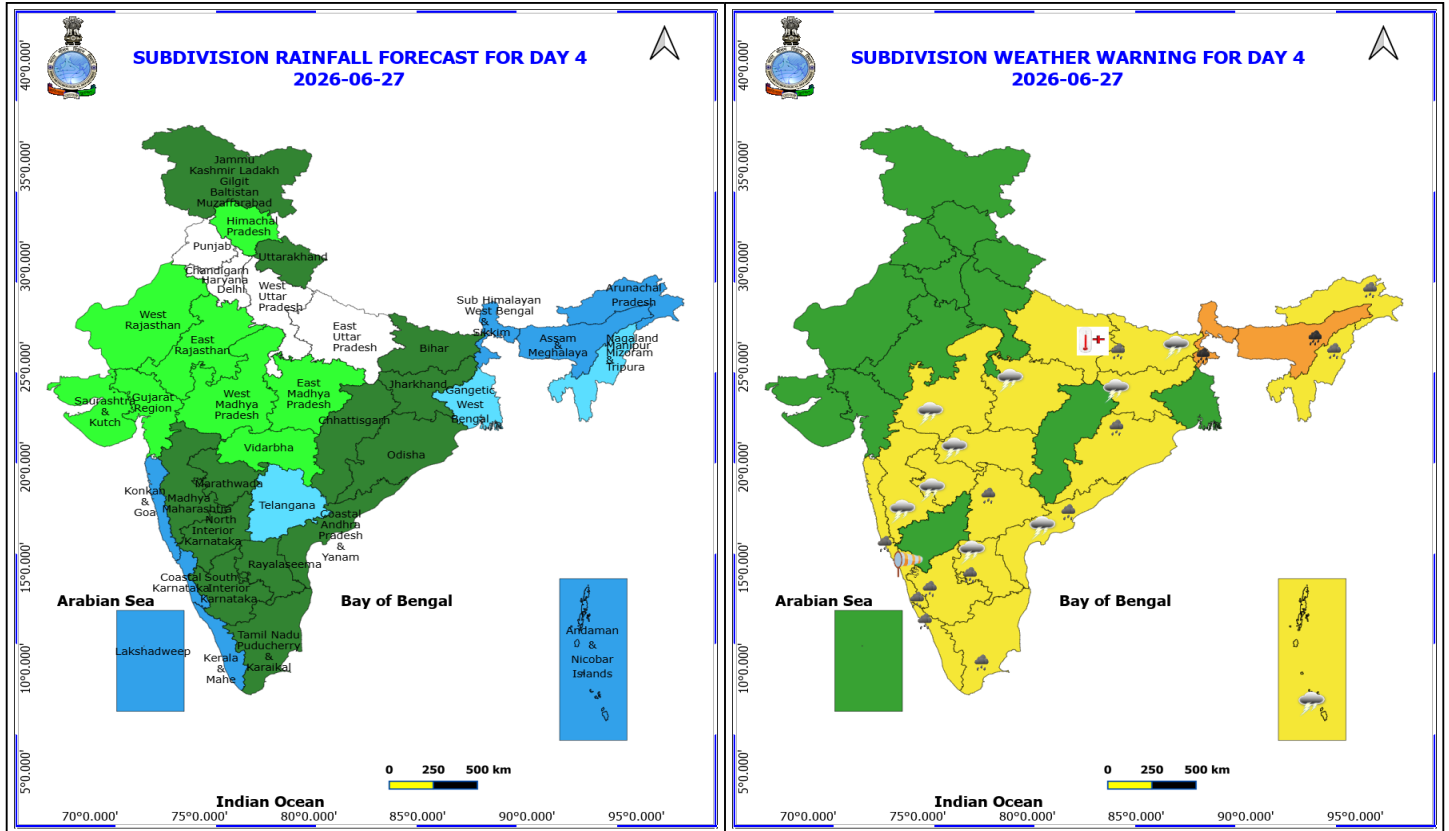 SUBDIVISION RAINFALL FORECAST FOR DAY 4
2026-06-27
40°0.000'
35°0.000'
30°0.000'
25°0.000'
20°0.000'
15°0.000'
10°0.000'
5°0.000'
Jammu
Kashmir Ladakh
Gilgit
Baltistan
Muzaffarabad
Himachal
Pradesh
Punjab
Uttarakhand
Chandigarh
Haryana
Delhi
West
Uttar
Pradesh
West
Rajasthan
East
Rajasthan
East
Uttar
Pradesh
Bihar
Sub Himalayan
West Bengal
&
Sikkim
Arunachal
Pradesh
Assam
&
Meghalaya
Nagaland
Manipur
Mizoram
&
Tripura
Jharkhand
Gangetic
West
Bengal
Saurashtra
&
Kutch
Gujarat
Region
West
Madhya
Pradesh
East
Madhya
Pradesh
Chhattisgarh
Odisha
Vidarbha
Konkan
&
Goa
Madhya
Maharashtra
Marathwada
Telangana
North
Interior
Karnataka
Coastal
Andhra
Pradesh
&
Yanam
Rayalaseema
Coastal
Karnataka
South
Interior
Karnataka
Tamil Nadu
Puducherry
&
Karaikal
Kerala
&
Mahe
Arabian Sea
Lakshadweep
Bay of Bengal
Andaman
&
Nicobar
Islands
0 250 500 km
Indian Ocean
70°0.000' 75°0.000' 80°0.000' 85°0.000' 90°0.000' 95°0.000'
SUBDIVISION WEATHER WARNING FOR DAY 4
2026-06-27
40°0.000'
35°0.000'
30°0.000'
25°0.000'
20°0.000'
15°0.000'
10°0.000'
5°0.000'
Arabian Sea
Bay of Bengal
0 250 500 km
Indian Ocean
70°0.000' 75°0.000' 80°0.000' 85°0.000' 90°0.000' 95°0.000'